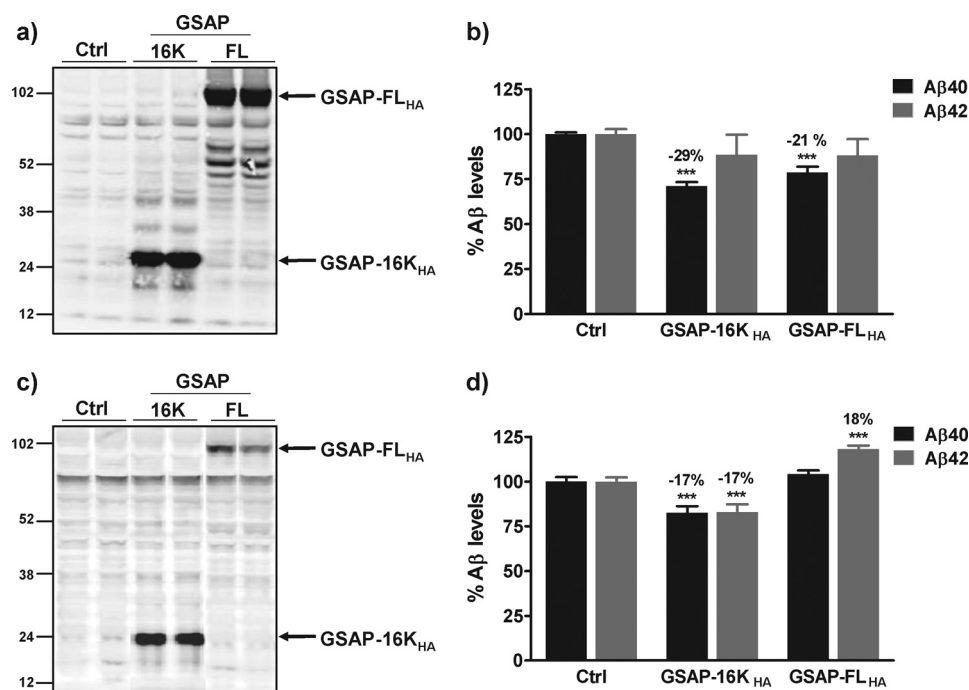 a)
GSAP
Ctrl 16K FL
102
52
38
24
12
GSAP-FLHA
GSAP-16KHA
b)
Aβ40
Aβ42
% Aβ levels
125
100
75
50
25
0
-29%
***
-21 %
***
Ctrl GSAP-16K HA GSAP-FLHA
c)
GSAP
Ctrl 16K FL
102
52
38
24
12
GSAP-FLHA
GSAP-16KHA
d)
Aβ40
Aβ42
% Aβ levels
125
100
75
50
25
0
-17% -17%
*** ***
18%
***
Ctrl GSAP-16K HA GSAP-FLHA